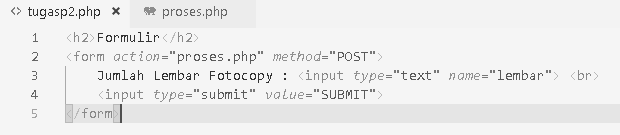 <> tugasp2.php × proses.php
1 <h2>Formulir</h2>
2 <form action="proses.php" method="POST">
3 Jumlah Lembar Fotocopy : <input type="text" name="lembar"> <br>
4 <input type="submit" value="SUBMIT">
5 </form>